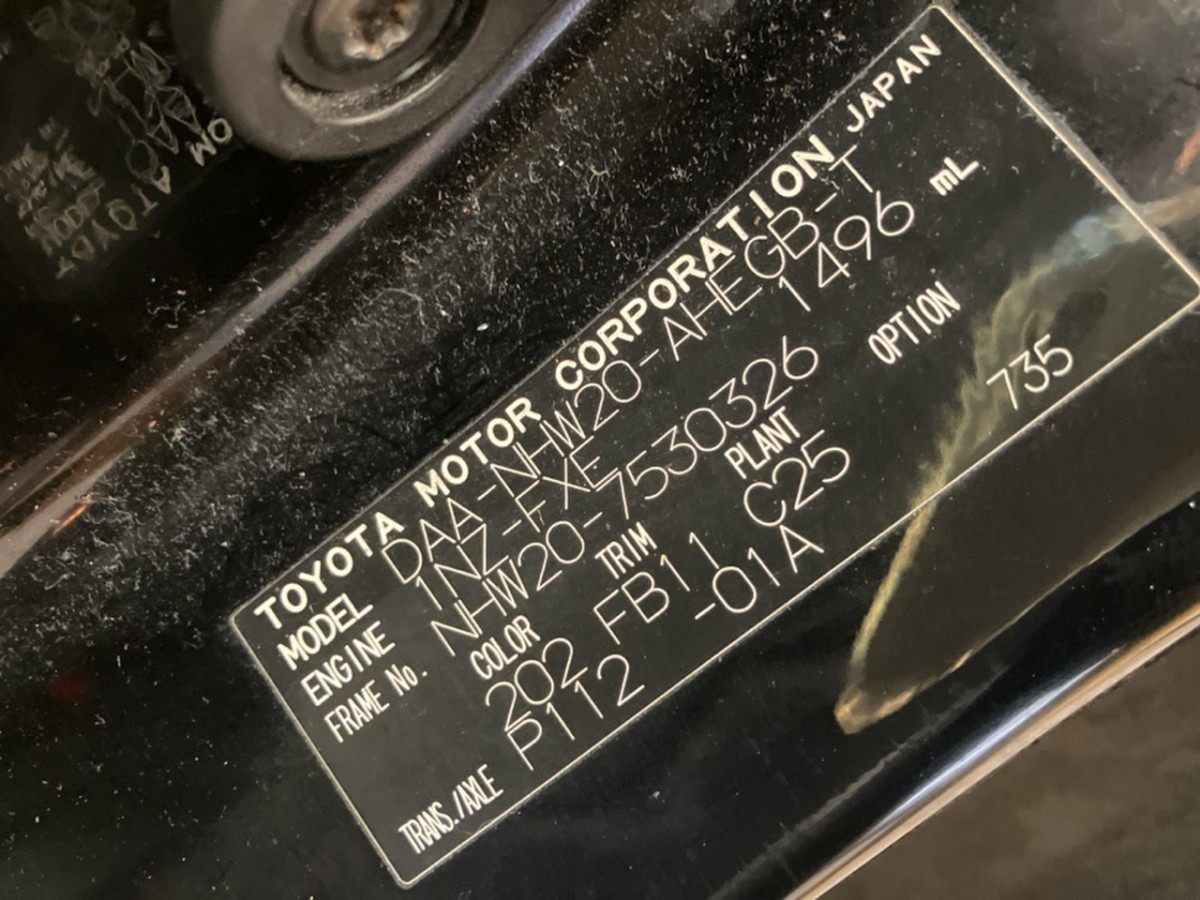 TOYOTA MOTOR CORPORATION JAPAN
MODEL DAA-NHW20-AHEGB-T
ENGINE 1NZ-FXE 1496 mL
FRAME No. NHW20-7530326
COLOR TRIM PLANT OPTION
202 FB11 C25 735
TRANS./AXLE P112 -01A